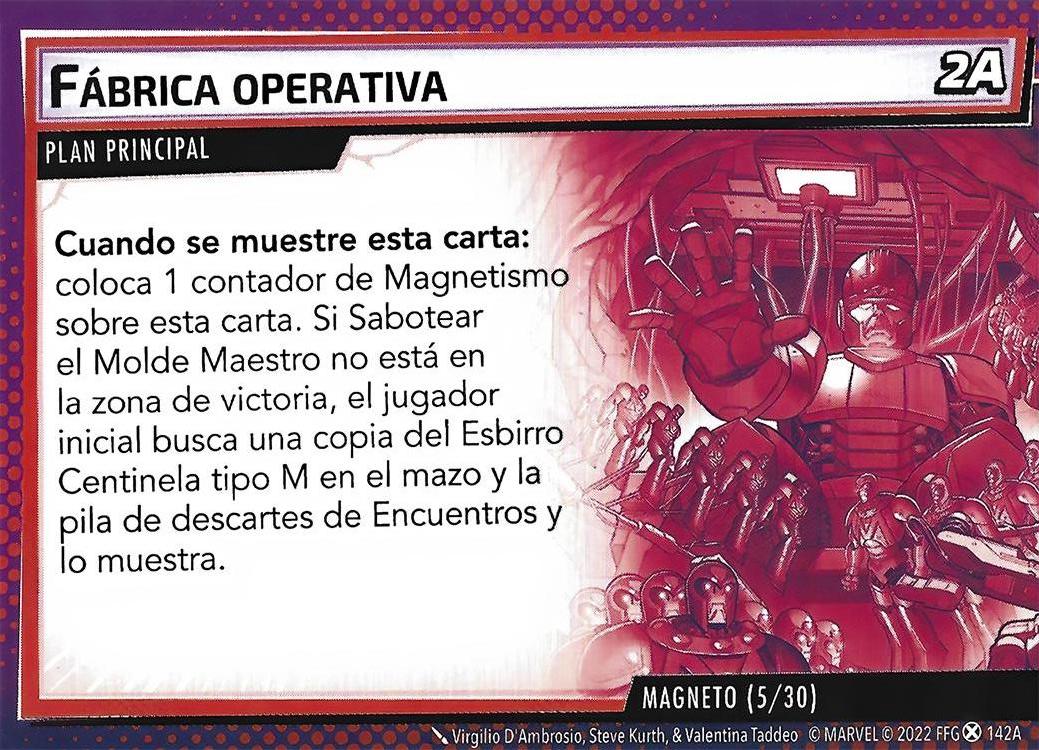 FÁBRICA OPERATIVA
2A
PLAN PRINCIPAL
Cuando se muestre esta carta:
coloca 1 contador de Magnetismo
sobre esta carta. Si Sabotear
el Molde Maestro no está en
la zona de victoria, el jugador
inicial busca una copia del Esbirro
Centinela tipo M en el mazo y la
pila de descartes de Encuentros y
lo muestra.
MAGNETO (5/30)
Virgilio D'Ambrosio, Steve Kurth, & Valentina Taddeo © MARVEL © 2022 FFG 142A